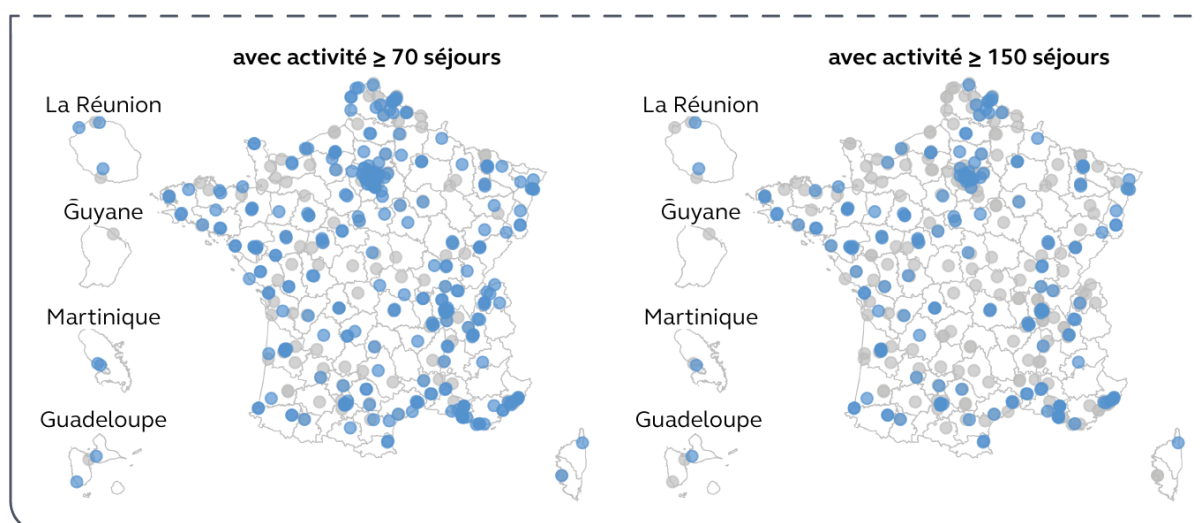 avec activité ≥ 70 séjours
La Réunion
Guyane
Martinique
Guadeloupe
avec activité ≥ 150 séjours
La Réunion
Guyane
Martinique
Guadeloupe